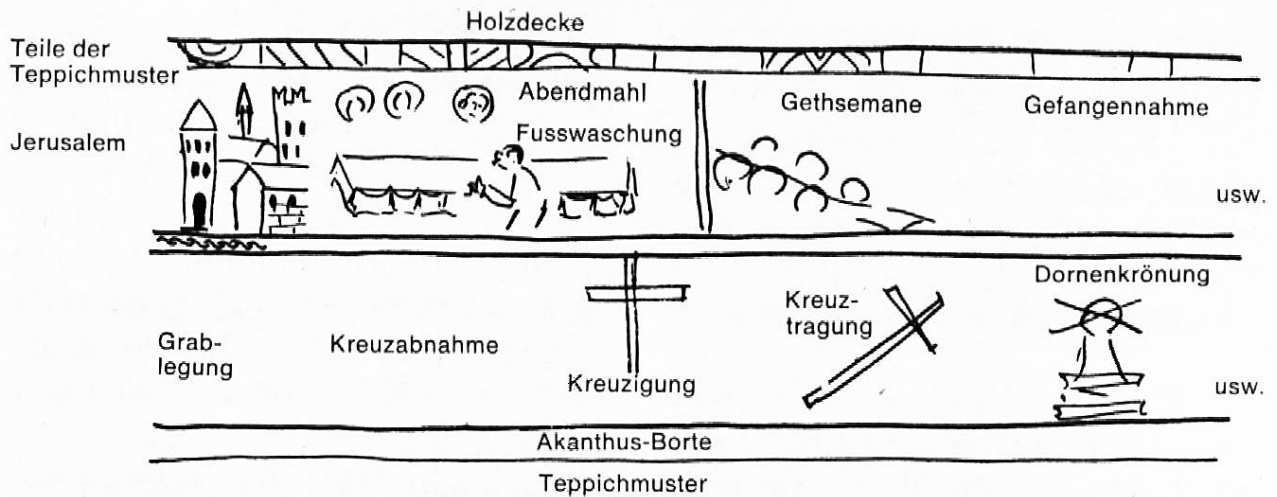 Holzdecke
Teile der
Teppichmuster
Abendmahl
Gethsemane
Gefangennahme
Jerusalem
Fusswaschung
usw.
Dornenkrönung
Kreuz-
tragung
Grab-
legung
Kreuzabnahme
Kreuzigung
usw.
Akanthus-Borte
Teppichmuster